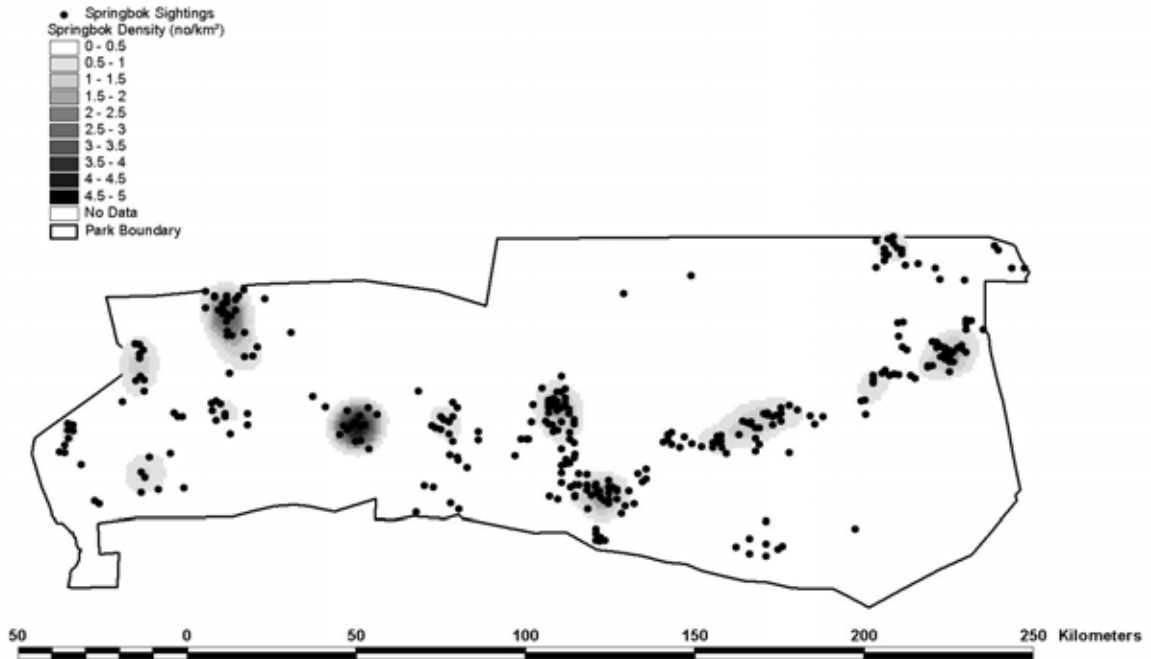 Springbok Sightings
Springbok Density (no/km²)
0 - 0.5
0.5 - 1
1 - 1.5
1.5 - 2
2 - 2.5
2.5 - 3
3 - 3.5
3.5 - 4
4 - 4.5
4.5 - 5
No Data
Park Boundary
50 0 50 100 150 200 250 Kilometers